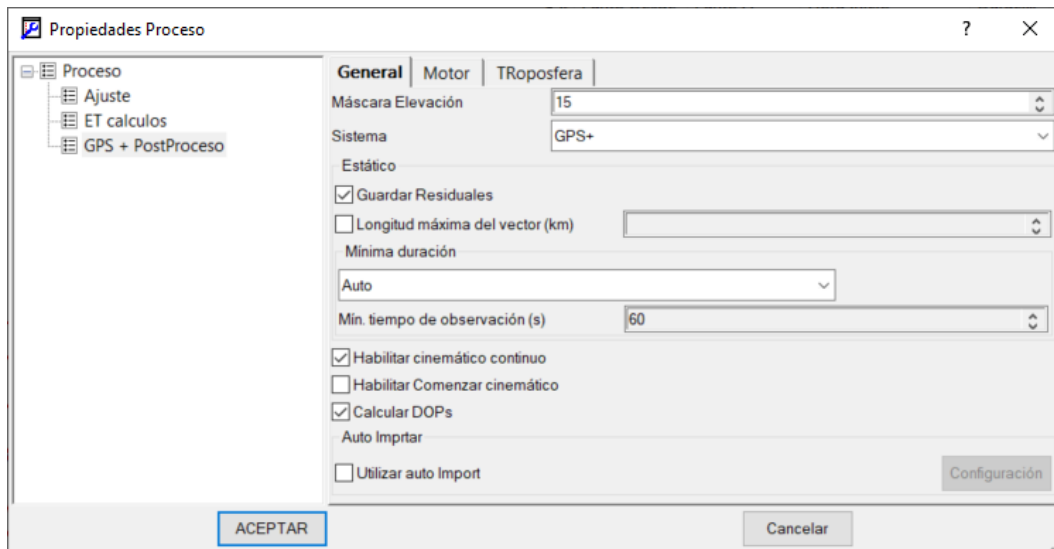 Propiedades Proceso
?
Proceso
Ajuste
ET calculos
GPS + PostProceso
General Motor TRoposfera
Máscara Elevación 15
Sistema GPS+
Estático
Guardar Residuales
Longitud máxima del vector (km)
Mínima duración
Auto
Mín. tiempo de observación (s) 60
Habilitar cinemático continuo
Habilitar Comenzar cinemático
Calcular DOPs
Auto Imprtar
Utilizar auto Import Configuración
ACEPTAR Cancelar